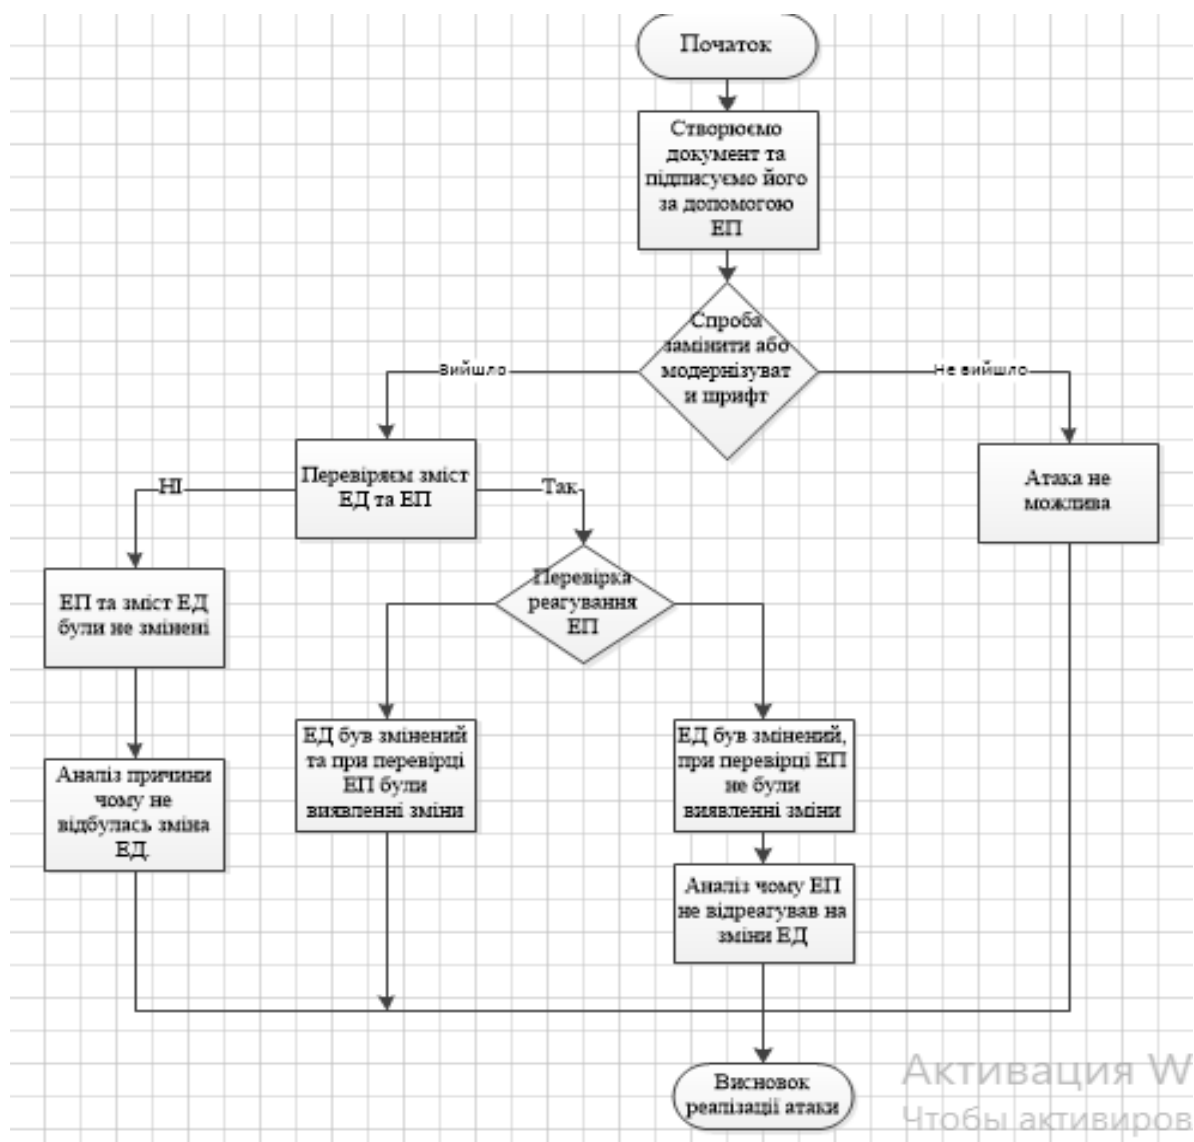 Початок
Створюємо
документ та
підписуємо його
за допомогою
ЕП
Спроба
замінити або
модернізуват
и шрифт
Вийшло
Не вийшло
Перевіряєм зміст
ЕД та ЕП
НІ
Так
Атака не
можлива
Перевірка
реагування
ЕП
ЕП та зміст ЕД
були не змінені
ЕД був змінений
та при перевірці
ЕП були
виявленні зміни
ЕД був змінений,
при перевірці ЕП
не були
виявленні зміни
Аналіз причини
чому не
відбулась зміна
ЕД.
Аналіз чому ЕП
не відреагував на
зміни ЕД
Висновок
реалізації атаки
Активация W
Чтобы активиров